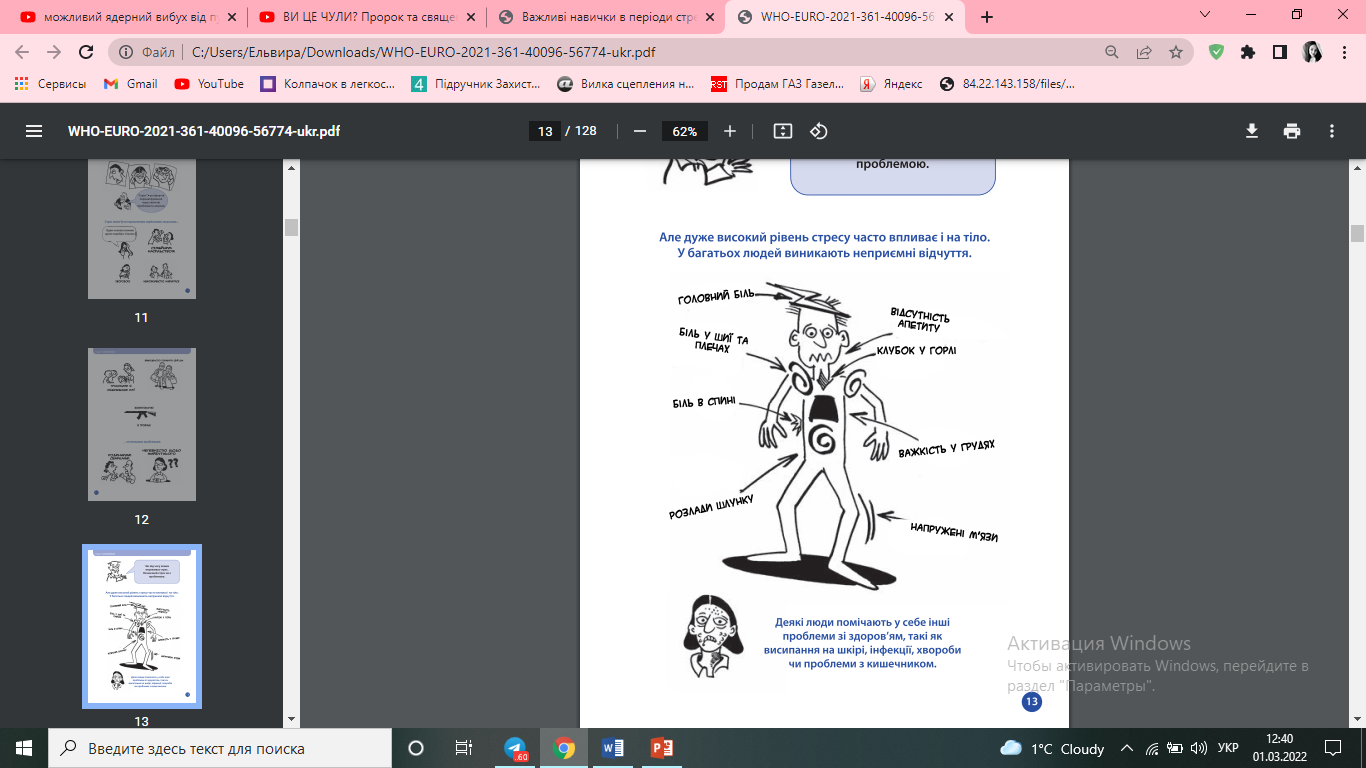 можливий ядерний вибух від пу
ВИ ЦЕ ЧУЛИ? Пророк та священ
Важливі навички в періоди стре
WHO-EURO-2021-361-40096-56
Файл
C:/Users/Ельвира/Downloads/WHO-EURO-2021-361-40096-56774-ukr.pdf
Сервисы
Gmail
YouTube
Колпачок в легкос...
Підручник Захист...
Вилка сцепления н...
RST
Продам ГАЗ Газел...
Яндекс
84.22.143.158/files/...
WHO-EURO-2021-361-40096-56774-ukr.pdf
13 / 128
62%
11
12
13
проблемою.
Але дуже високий рівень стресу часто впливає і на тіло.
У багатьох людей виникають неприємні відчуття.
ГОЛОВНИЙ БІЛЬ
ВІДСУТНІСТЬ
АПЕТИТУ
БІЛЬ У ШИЇ ТА
ПЛЕЧАХ
КЛУБОК У ГОРЛІ
БІЛЬ В СПИНІ
ВАЖКІСТЬ У ГРУДЯХ
РОЗЛАДИ ШЛУНКУ
НАПРУЖЕНІ М'ЯЗИ
Деякі люди помічають у себе інші
проблеми зі здоров’ям, такі як
висипання на шкірі, інфекції, хвороби
чи проблеми з кишечником.
13
Активация Windows
Чтобы активировать Windows, перейдите в
раздел "Параметры".
Введите здесь текст для поиска
.60
1°C Cloudy
УКР
12:40
01.03.2022